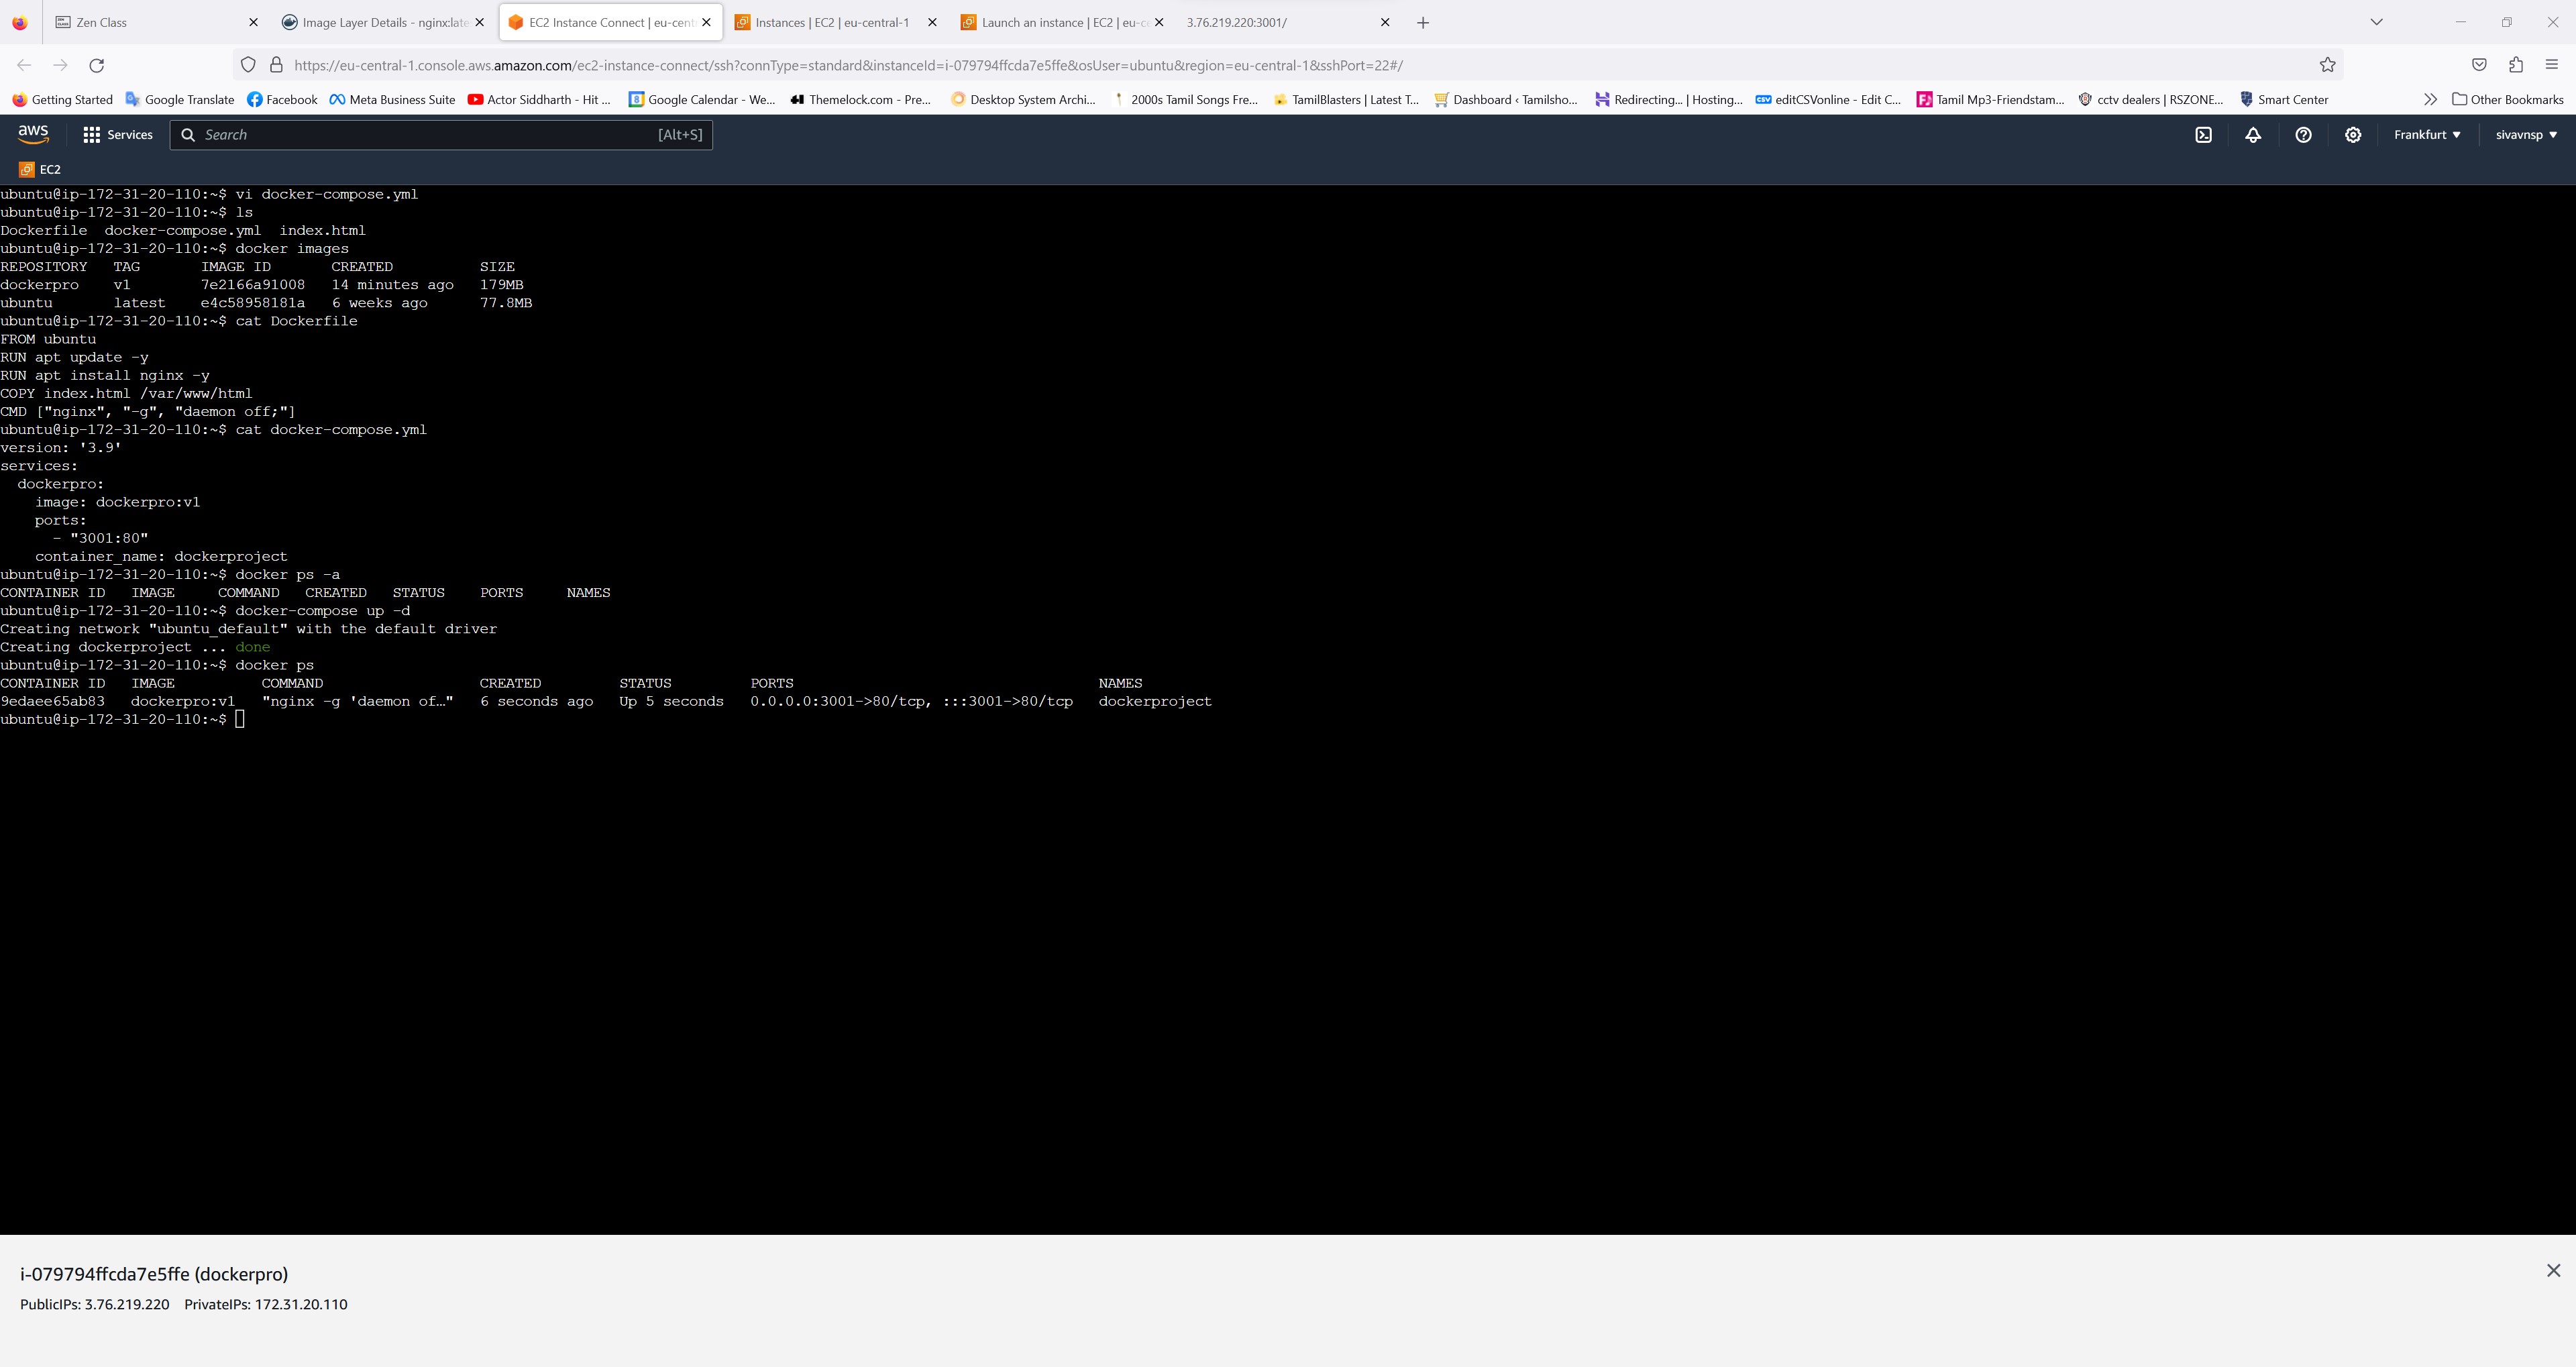 Zen Class
Image Layer Details - nginx:late
EC2 Instance Connect | eu-cent
Instances | EC2 | eu-central-1
Launch an instance | EC2 | eu-ce
3.76.219.220:3001/
https://eu-central-1.console.aws.amazon.com/ec2-instance-connect/ssh?connType=standard&instanceId=i-079794ffcda7e5ffe&osUser=ubuntu&region=eu-central-1&sshPort=22#/
Getting Started
Google Translate
Facebook
Meta Business Suite
Actor Siddharth - Hit ...
Google Calendar - We...
Themelock.com - Pre...
Desktop System Archi...
2000s Tamil Songs Fre...
TamilBlasters | Latest T...
Dashboard ‹ Tamilsho...
Redirecting... | Hosting...
editCSVonline - Edit C...
Tamil Mp3-Friendstam...
cctv dealers | RSZONE...
Smart Center
Other Bookmarks
aws
Services
Search
[Alt+S]
Frankfurt
sivavnsp
EC2
ubuntu@ip-172-31-20-110:~$ vi docker-compose.yml
ubuntu@ip-172-31-20-110:~$ ls
Dockerfile  docker-compose.yml  index.html
ubuntu@ip-172-31-20-110:~$ docker images
REPOSITORY   TAG       IMAGE ID       CREATED          SIZE
dockerpro    v1        7e2166a91008   14 minutes ago   179MB
ubuntu       latest    e4c58958181a   6 weeks ago      77.8MB
ubuntu@ip-172-31-20-110:~$ cat Dockerfile
FROM ubuntu
RUN apt update -y
RUN apt install nginx -y
COPY index.html /var/www/html
CMD ["nginx", "-g", "daemon off;"]
ubuntu@ip-172-31-20-110:~$ cat docker-compose.yml
version: '3.9'
services:
  dockerpro:
    image: dockerpro:v1
    ports:
      - "3001:80"
    container_name: dockerproject
ubuntu@ip-172-31-20-110:~$ docker ps -a
CONTAINER ID   IMAGE     COMMAND   CREATED   STATUS    PORTS     NAMES
ubuntu@ip-172-31-20-110:~$ docker-compose up -d
Creating network "ubuntu_default" with the default driver
Creating dockerproject ... done
ubuntu@ip-172-31-20-110:~$ docker ps
CONTAINER ID   IMAGE          COMMAND                  CREATED         STATUS         PORTS                                   NAMES
9edaee65ab83   dockerpro:v1   "nginx -g 'daemon of…"   6 seconds ago   Up 5 seconds   0.0.0.0:3001->80/tcp, :::3001->80/tcp   dockerproject
ubuntu@ip-172-31-20-110:~$
i-079794ffcda7e5ffe (dockerpro)
PublicIPs: 3.76.219.220    PrivateIPs: 172.31.20.110